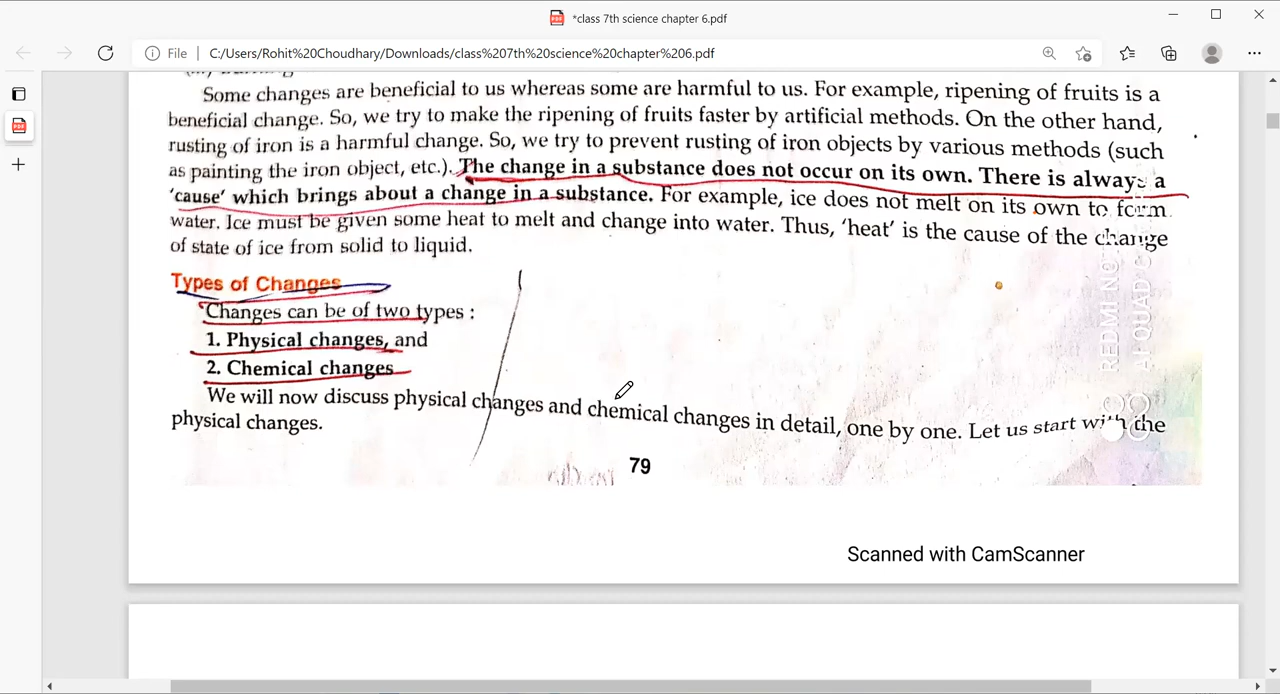 *class 7th science chapter 6.pdf
File | C:/Users/Rohit%20Choudhary/Downloads/class%207th%20science%20chapter%206.pdf
Some changes are beneficial to us whereas some are harmful to us. For example, ripening of fruits is a
beneficial change. So, we try to make the ripening of fruits faster by artificial methods. On the other hand,
rusting of iron is a harmful change. So, we try to prevent rusting of iron objects by various methods (such
as painting the iron object, etc.). The change in a substance does not occur on its own. There is always a
'cause' which brings about a change in a substance. For example, ice does not melt on its own to form
water. Ice must be given some heat to melt and change into water. Thus, 'heat' is the cause of the change
of state of ice from solid to liquid.
Types of Changes
Changes can be of two types :
1. Physical changes, and
2. Chemical changes
We will now discuss physical changes and chemical changes in detail, one by one. Let us start with the
physical changes.
79
REDMI NOT
AI QUAD C
Scanned with CamScanner